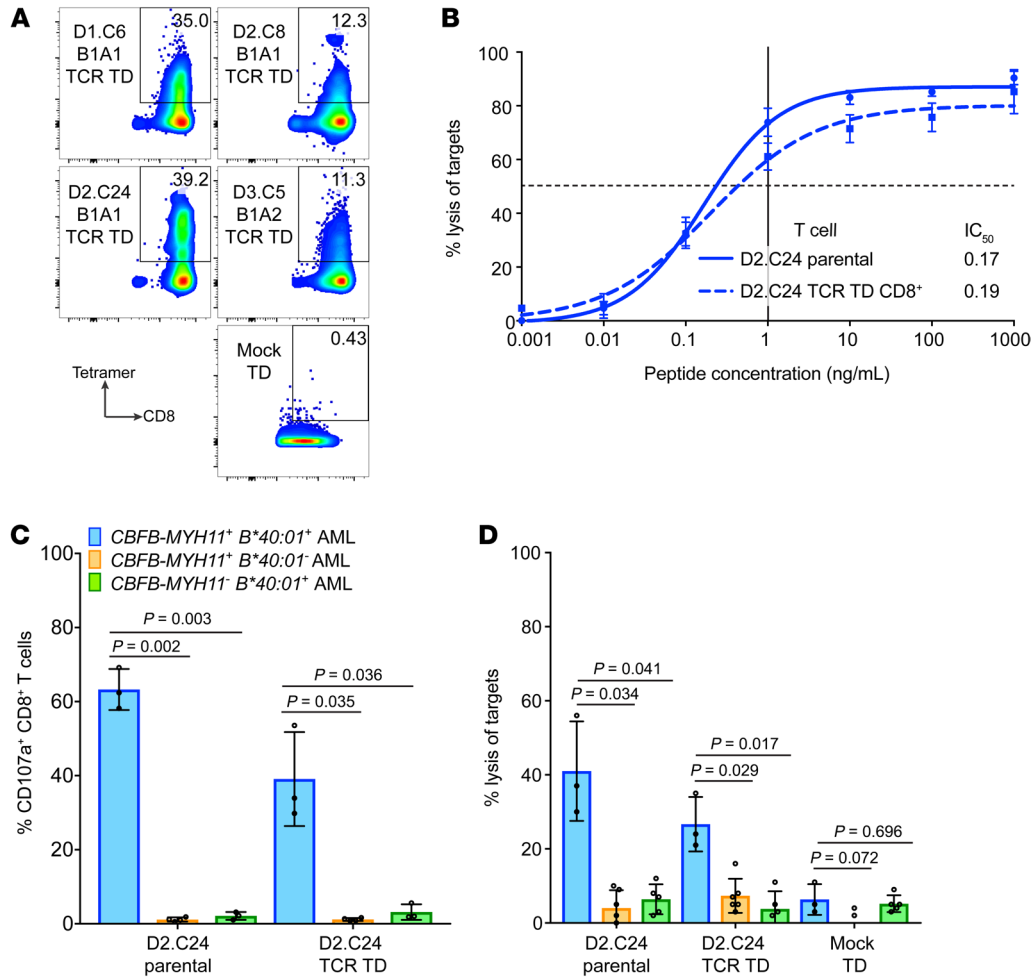 A
D1.C6
B1A1
TCR TD
35.0
D2.C8
B1A1
TCR TD
12.3
D2.C24
B1A1
TCR TD
39.2
D3.C5
B1A2
TCR TD
11.3
Mock
TD
0.43
Tetramer
CD8
B
% lysis of targets
100
80
60
40
20
0
0.001
0.01
0.1
1
10
100
1000
Peptide concentration (ng/mL)
T cell IC50
D2.C24 parental 0.17
D2.C24 TCR TD CD8+ 0.19
C
CBFB-MYH11+ B*40:01+ AML
CBFB-MYH11+ B*40:01- AML
CBFB-MYH11- B*40:01+ AML
% CD107a+ CD8+ T cells
100
80
60
40
20
0
P = 0.003
P = 0.002
P = 0.036
P = 0.035
D2.C24
parental
D2.C24
TCR TD
D
% lysis of targets
100
80
60
40
20
0
P = 0.041
P = 0.034
P = 0.017
P = 0.029
P = 0.696
P = 0.072
D2.C24
parental
D2.C24
TCR TD
Mock
TD